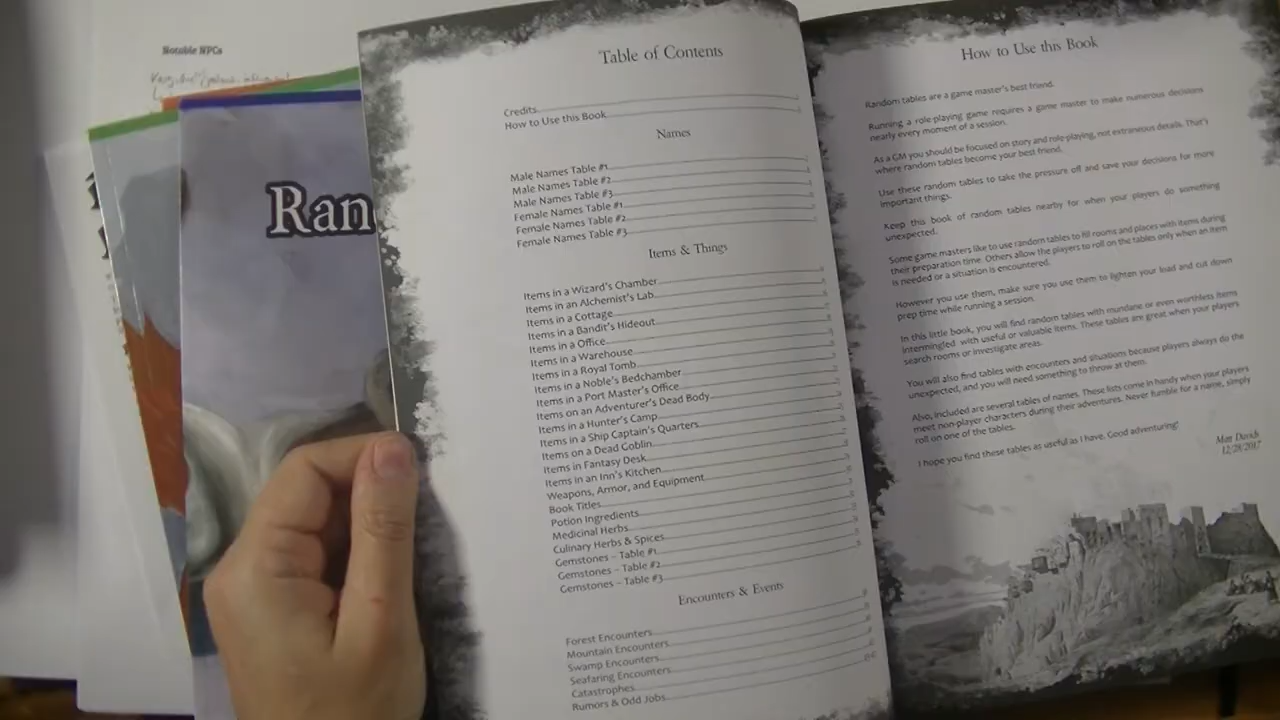 Notable NPCs
Ran
Table of Contents
Credits
How to Use this Book
Names
Male Names Table #1
Male Names Table #2
Male Names Table #3
Female Names Table #1
Female Names Table #2
Female Names Table #3
Items & Things
Items in a Wizard's Chamber
Items in an Alchemist's Lab
Items in a Cottage
Items in a Bandit's Hideout
Items in a Office
Items in a Warehouse
Items in a Royal Tomb
Items in a Noble's Bedchamber
Items in a Port Master's Office
Items on an Adventurer's Dead Body
Items in a Hunter's Camp
Items in a Ship Captain's Quarters
Items on a Dead Goblin
Items in Fantasy Desk
Items in an Inn's Kitchen
Weapons, Armor, and Equipment
Book Titles
Potion Ingredients
Medicinal Herbs
Culinary Herbs & Spices
Gemstones – Table #1
Gemstones – Table #2
Gemstones – Table #3
Encounters & Events
Forest Encounters
Mountain Encounters
Swamp Encounters
Seafaring Encounters
Catastrophes
Rumors & Odd Jobs
How to Use this Book
Random tables are a game master's best friend.
Running a role-playing game requires a game master to make numerous decisions
nearly every moment of a session.
As a GM you should be focused on story and role-playing, not extraneous details. That's
where random tables become your best friend.
Use these random tables to take the pressure off and save your decisions for more
important things.
Keep this book of random tables nearby for when your players do something
unexpected.
Some game masters like to use random tables to fill rooms and places with items during
their preparation time. Others allow the players to roll on the tables only when an item
is needed or a situation is encountered.
However you use them, make sure you use them to lighten your load and cut down
prep time while running a session.
In this little book, you will find random tables with mundane or even worthless items
intermingled with useful or valuable items. These tables are great when your players
search rooms or investigate areas.
You will also find tables with encounters and situations because players always do the
unexpected, and you will need something to throw at them.
Also, included are several tables of names. These lists come in handy when your players
meet non-player characters during their adventures. Never fumble for a name, simply
roll on one of the tables.
I hope you find these tables as useful as I have. Good adventuring!
Matt Davids
12/28/2017